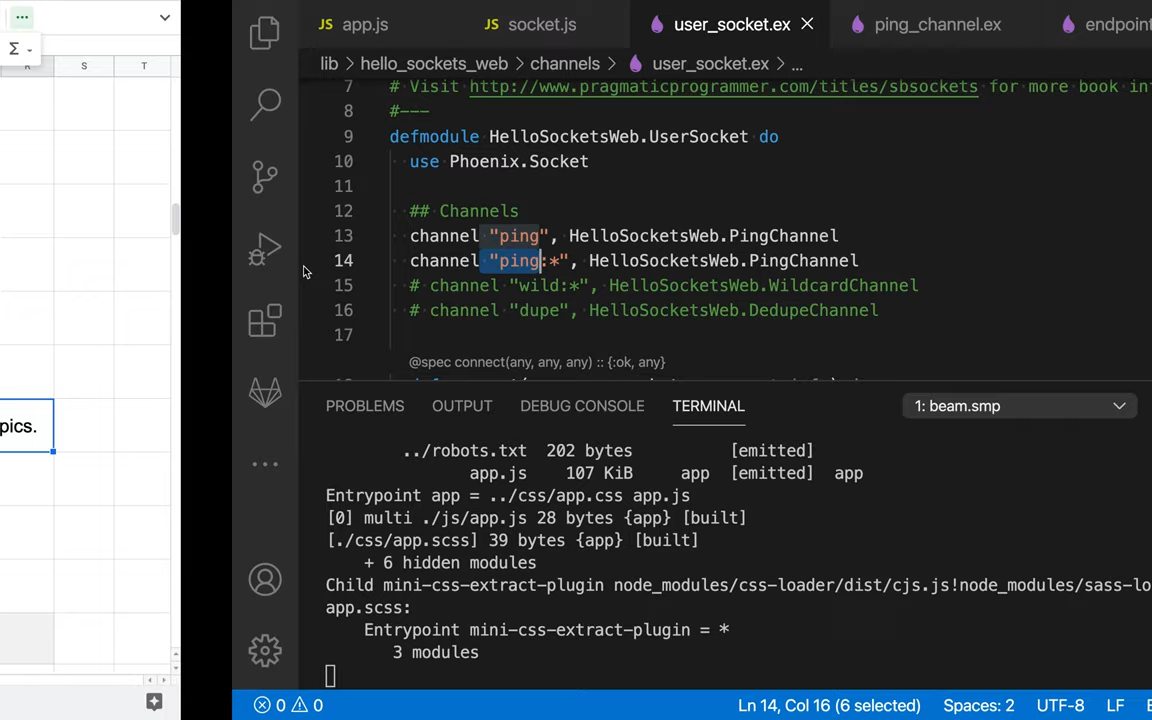 Σ
R S T
pics.
app.js socket.js user_socket.ex ping_channel.ex endpoint
lib > hello_sockets_web > channels > user_socket.ex > ...
7 # Visit http://www.pragmaticprogrammer.com/titles/sbsockets for more book in
8 #---
9 defmodule HelloSocketsWeb.UserSocket do
10 use Phoenix.Socket
11
12 ## Channels
13 channel "ping", HelloSocketsWeb.PingChannel
14 channel "ping:*", HelloSocketsWeb.PingChannel
15 # channel "wild:*", HelloSocketsWeb.WildcardChannel
16 # channel "dupe", HelloSocketsWeb.DedupeChannel
17
@spec connect(any, any, any) :: {:ok, any}
PROBLEMS OUTPUT DEBUG CONSOLE TERMINAL 1: beam.smp
../robots.txt 202 bytes [emitted]
app.js 107 KiB app [emitted] app
Entrypoint app = ../css/app.css app.js
[0] multi ./js/app.js 28 bytes {app} [built]
[./css/app.scss] 39 bytes {app} [built]
+ 6 hidden modules
Child mini-css-extract-plugin node_modules/css-loader/dist/cjs.js!node_modules/sass-lo
app.scss:
Entrypoint mini-css-extract-plugin = *
3 modules
0 0 Ln 14, Col 16 (6 selected) Spaces: 2 UTF-8 LF